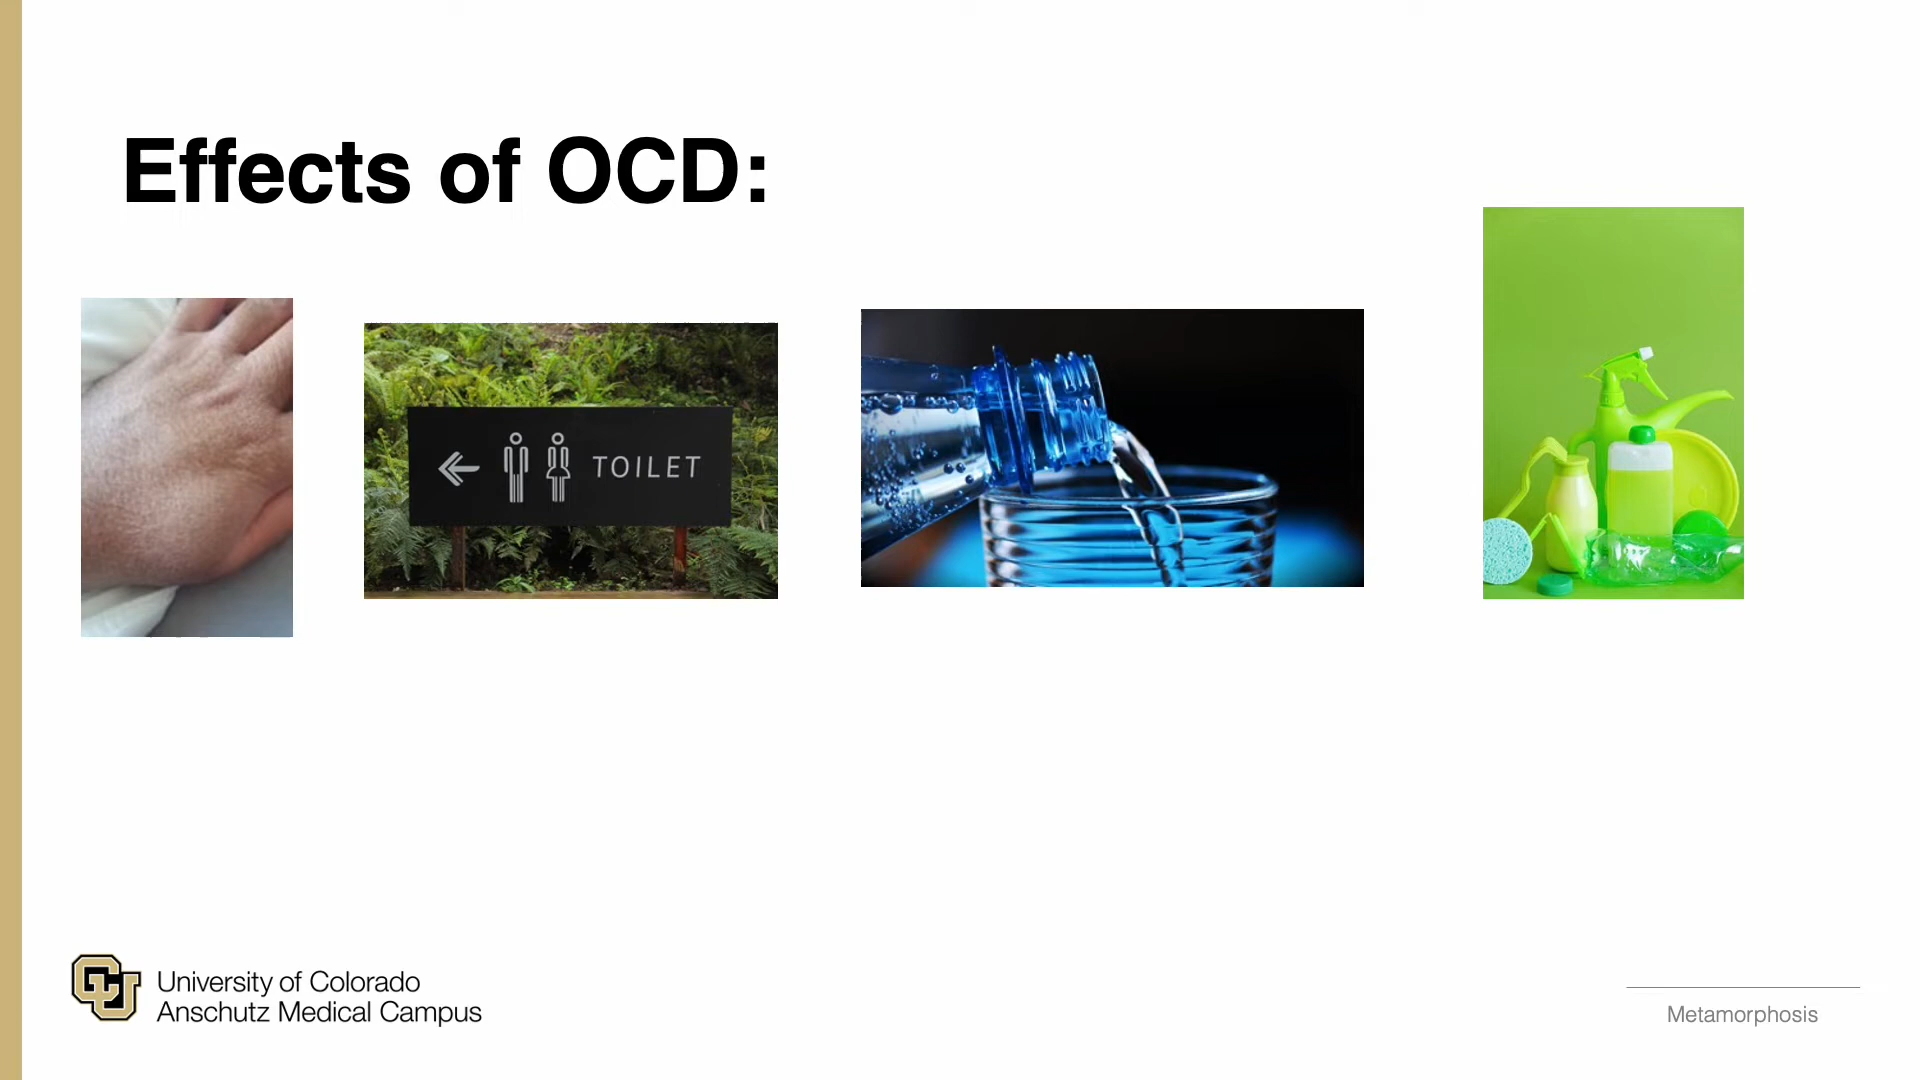 Effects of OCD:
TOILET
University of Colorado
Anschutz Medical Campus
Metamorphosis